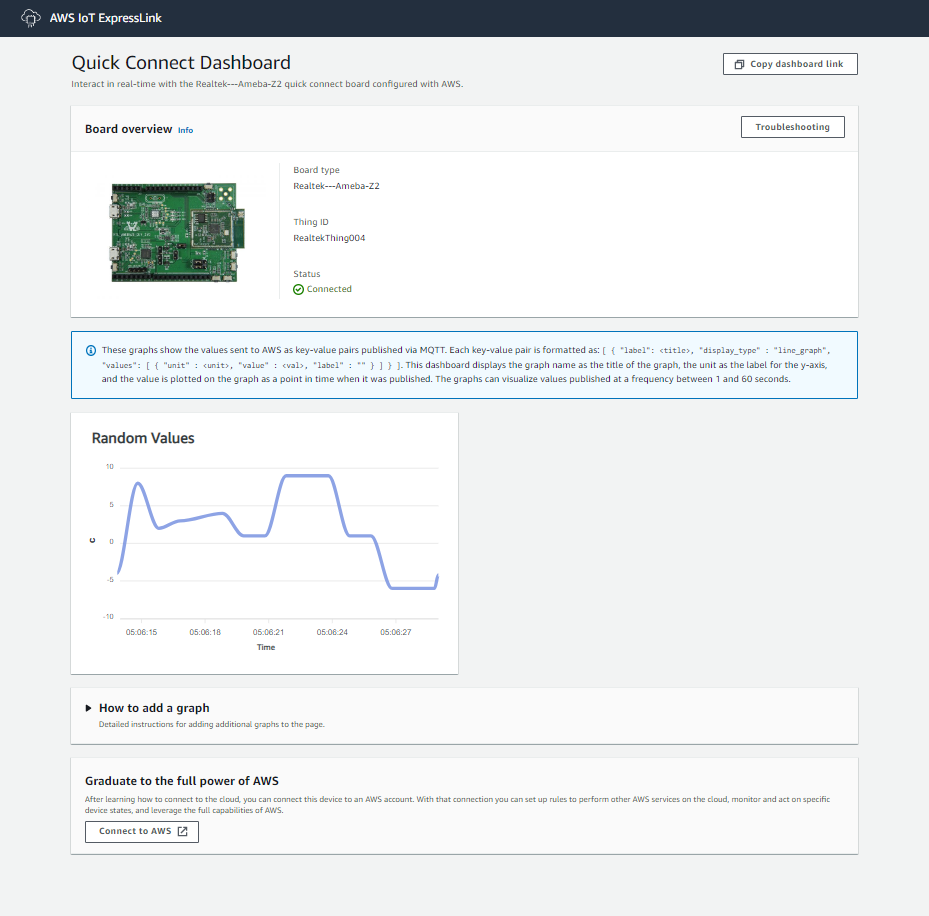 AWS IoT ExpressLink
Quick Connect Dashboard
Copy dashboard link
Interact in real-time with the Realtek---Ameba-Z2 quick connect board configured with AWS.
Board overview Info
Troubleshooting
Board type
Realtek---Ameba-Z2
Thing ID
RealtekThing004
Status
Connected
These graphs show the values sent to AWS as key-value pairs published via MQTT. Each key-value pair is formatted as: [ { "label": <title>, "display_type" : "line_graph",
"values": [ { "unit" : <unit>, "value" : <val>, "label" : "" } ] } ]. This dashboard displays the graph name as the title of the graph, the unit as the label for the y-axis,
and the value is plotted on the graph as a point in time when it was published. The graphs can visualize values published at a frequency between 1 and 60 seconds.
Random Values
10
5
C
0
-5
-10
05:06:15 05:06:18 05:06:21 05:06:24 05:06:27
Time
How to add a graph
Detailed instructions for adding additional graphs to the page.
Graduate to the full power of AWS
After learning how to connect to the cloud, you can connect this device to an AWS account. With that connection you can set up rules to perform other AWS services on the cloud, monitor and act on specific
device states, and leverage the full capabilities of AWS.
Connect to AWS